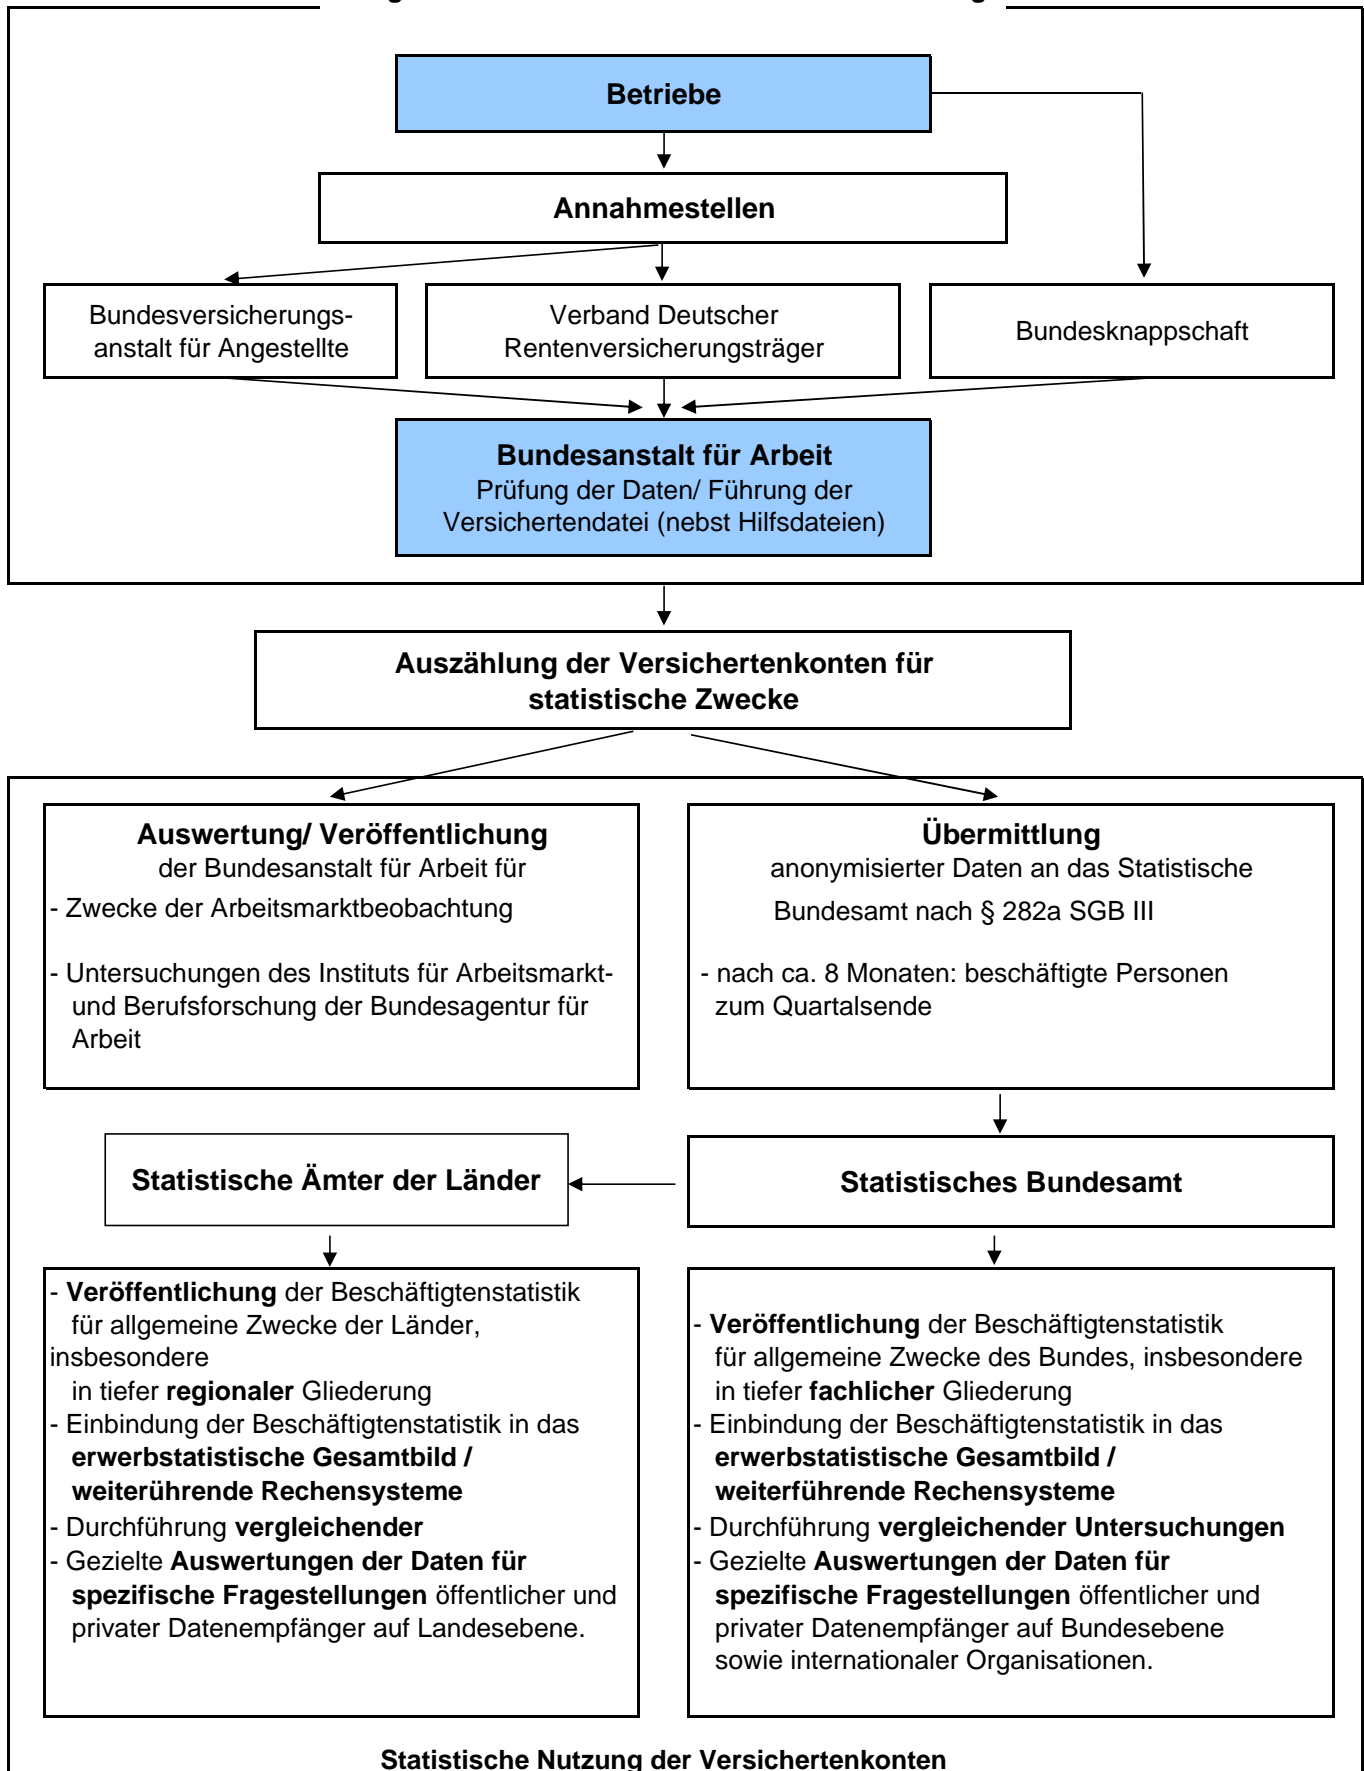 Betriebe
Annahmestellen
Bundesversicherungs-
anstalt für Angestellte
Verband Deutscher
Rentenversicherungsträger
Bundesknappschaft
Bundesanstalt für Arbeit
Prüfung der Daten/ Führung der
Versichertendatei (nebst Hilfsdateien)
Auszählung der Versichertenkonten für
statistische Zwecke
Auswertung/ Veröffentlichung
der Bundesanstalt für Arbeit für
- Zwecke der Arbeitsmarktbeobachtung
- Untersuchungen des Instituts für Arbeitsmarkt-
und Berufsforschung der Bundesagentur für
Arbeit
Übermittlung
anonymisierter Daten an das Statistische
Bundesamt nach § 282a SGB III
- nach ca. 8 Monaten: beschäftigte Personen
zum Quartalsende
Statistische Ämter der Länder
Statistisches Bundesamt
- Veröffentlichung der Beschäftigtenstatistik
für allgemeine Zwecke der Länder,
insbesondere
in tiefer regionaler Gliederung
- Einbindung der Beschäftigtenstatistik in das
erwerbstatistische Gesamtbild /
weiterührende Rechensysteme
- Durchführung vergleichender
- Gezielte Auswertungen der Daten für
spezifische Fragestellungen öffentlicher und
privater Datenempfänger auf Landesebene.
- Veröffentlichung der Beschäftigtenstatistik
für allgemeine Zwecke des Bundes, insbesondere
in tiefer fachlicher Gliederung
- Einbindung der Beschäftigtenstatistik in das
erwerbstatistische Gesamtbild /
weiterführende Rechensysteme
- Durchführung vergleichender Untersuchungen
- Gezielte Auswertungen der Daten für
spezifische Fragestellungen öffentlicher und
privater Datenempfänger auf Bundesebene
sowie internationaler Organisationen.
Statistische Nutzung der Versichertenkonten